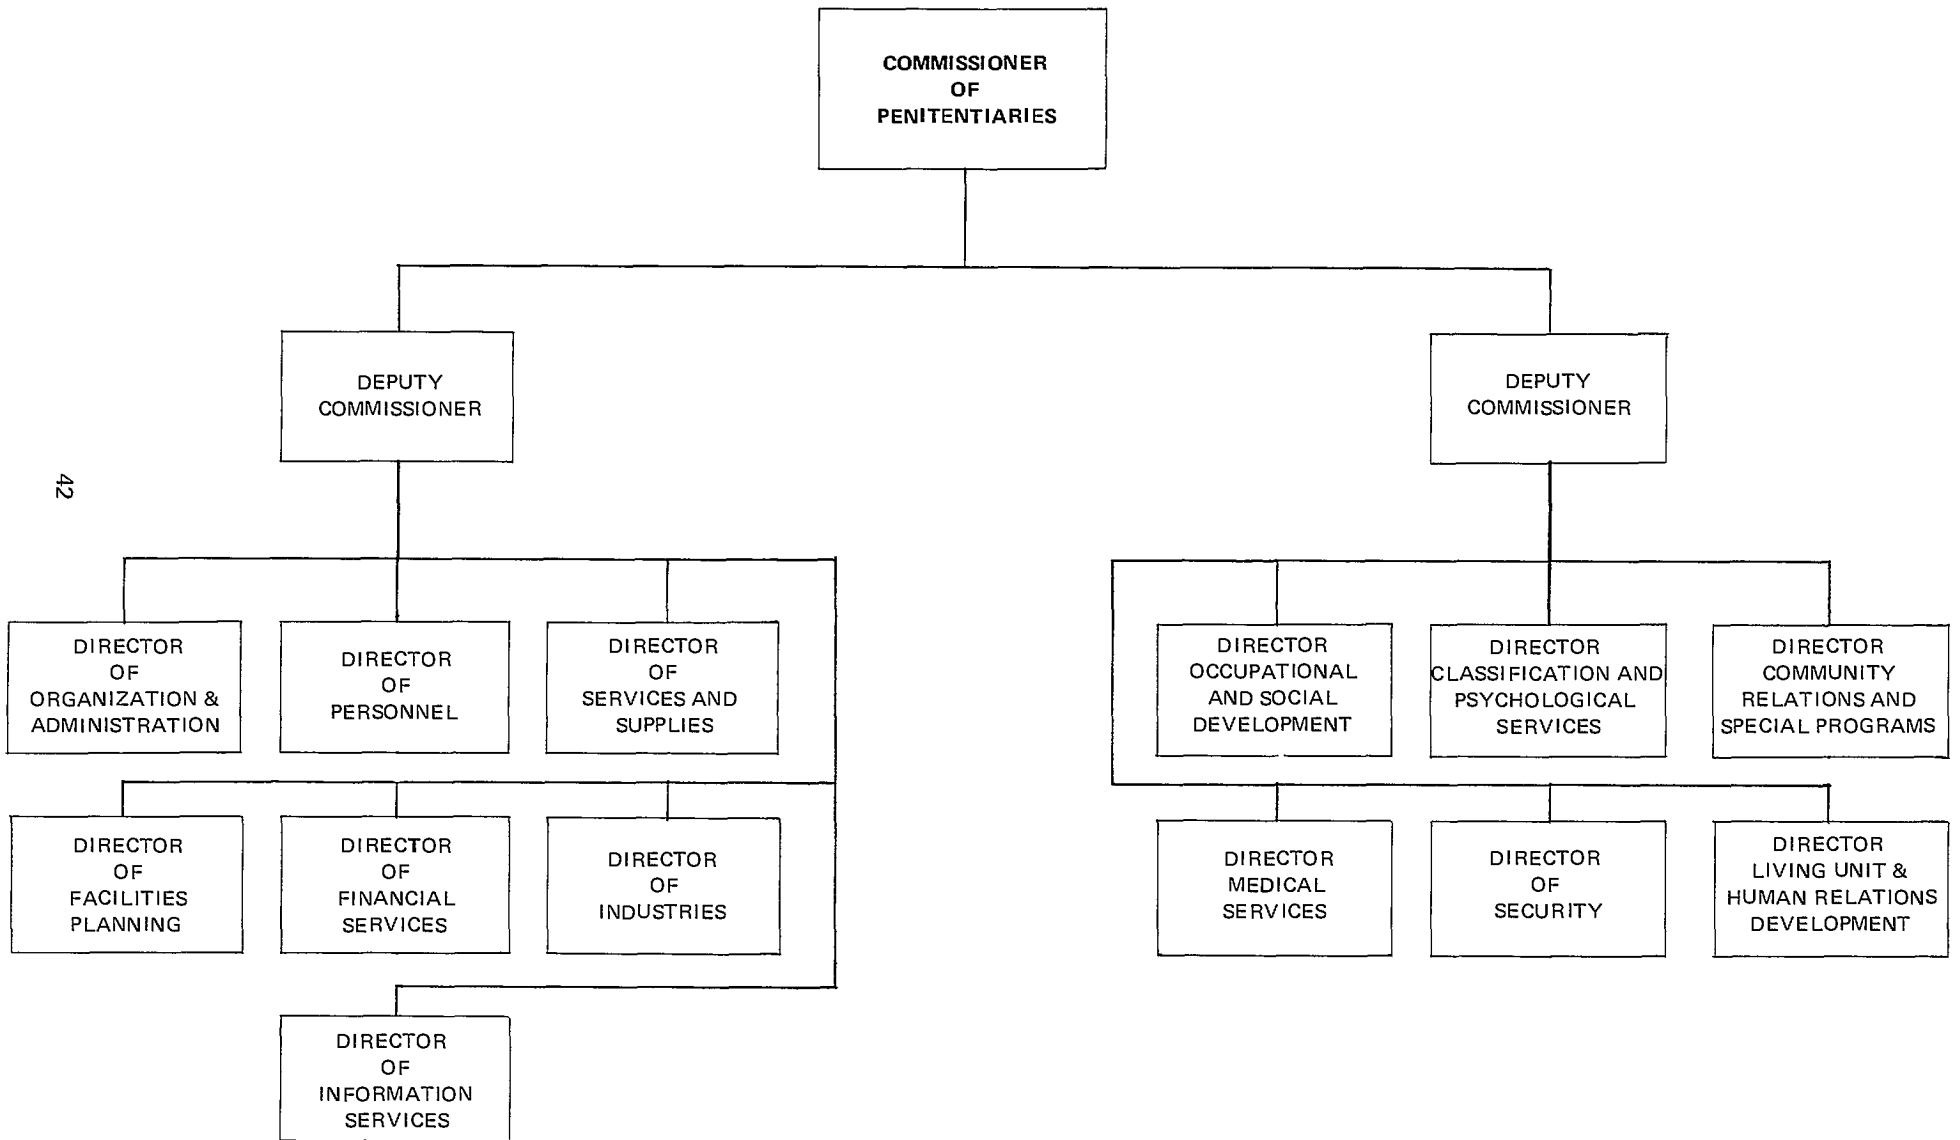 COMMISSIONER
OF
PENITENTIARIES
DEPUTY
COMMISSIONER
DEPUTY
COMMISSIONER
42
DIRECTOR
OF
ORGANIZATION &
ADMINISTRATION
DIRECTOR
OF
PERSONNEL
DIRECTOR
OF
SERVICES AND
SUPPLIES
DIRECTOR
OCCUPATIONAL
AND SOCIAL
DEVELOPMENT
DIRECTOR
CLASSIFICATION AND
PSYCHOLOGICAL
SERVICES
DIRECTOR
COMMUNITY
RELATIONS AND
SPECIAL PROGRAMS
DIRECTOR
OF
FACILITIES
PLANNING
DIRECTOR
OF
FINANCIAL
SERVICES
DIRECTOR
OF
INDUSTRIES
DIRECTOR
MEDICAL
SERVICES
DIRECTOR
OF
SECURITY
DIRECTOR
LIVING UNIT &
HUMAN RELATIONS
DEVELOPMENT
DIRECTOR
OF
INFORMATION
SERVICES